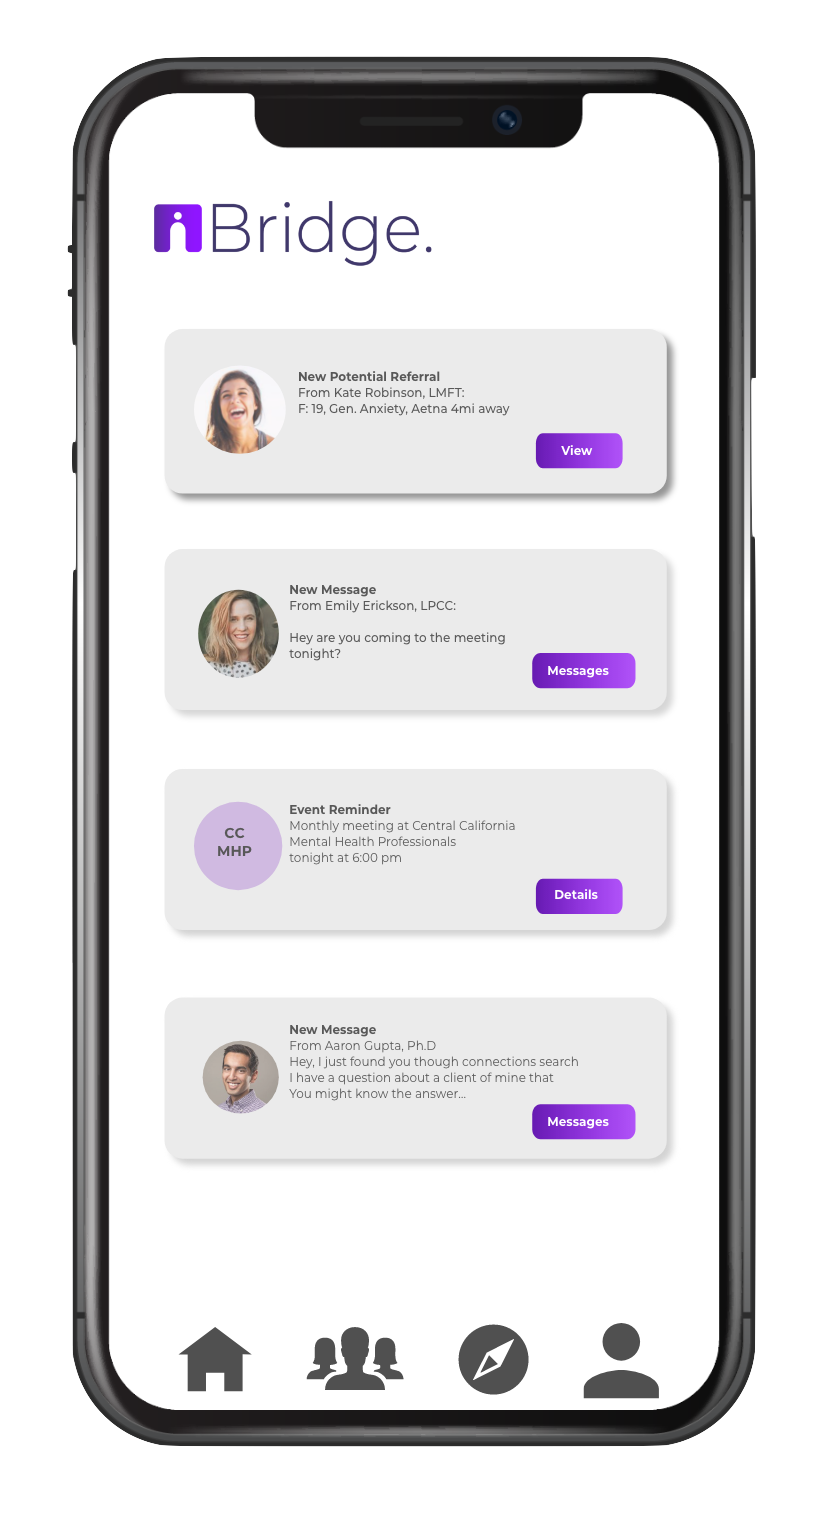 Bridge.
New Potential Referral
From Kate Robinson, LMFT:
F: 19, Gen. Anxiety, Aetna 4mi away
View
New Message
From Emily Erickson, LPCC:
Hey are you coming to the meeting
tonight?
Messages
CC
MHP
Event Reminder
Monthly meeting at Central California
Mental Health Professionals
tonight at 6:00 pm
Details
New Message
From Aaron Gupta, Ph.D
Hey, I just found you though connections search
I have a question about a client of mine that
You might know the answer...
Messages